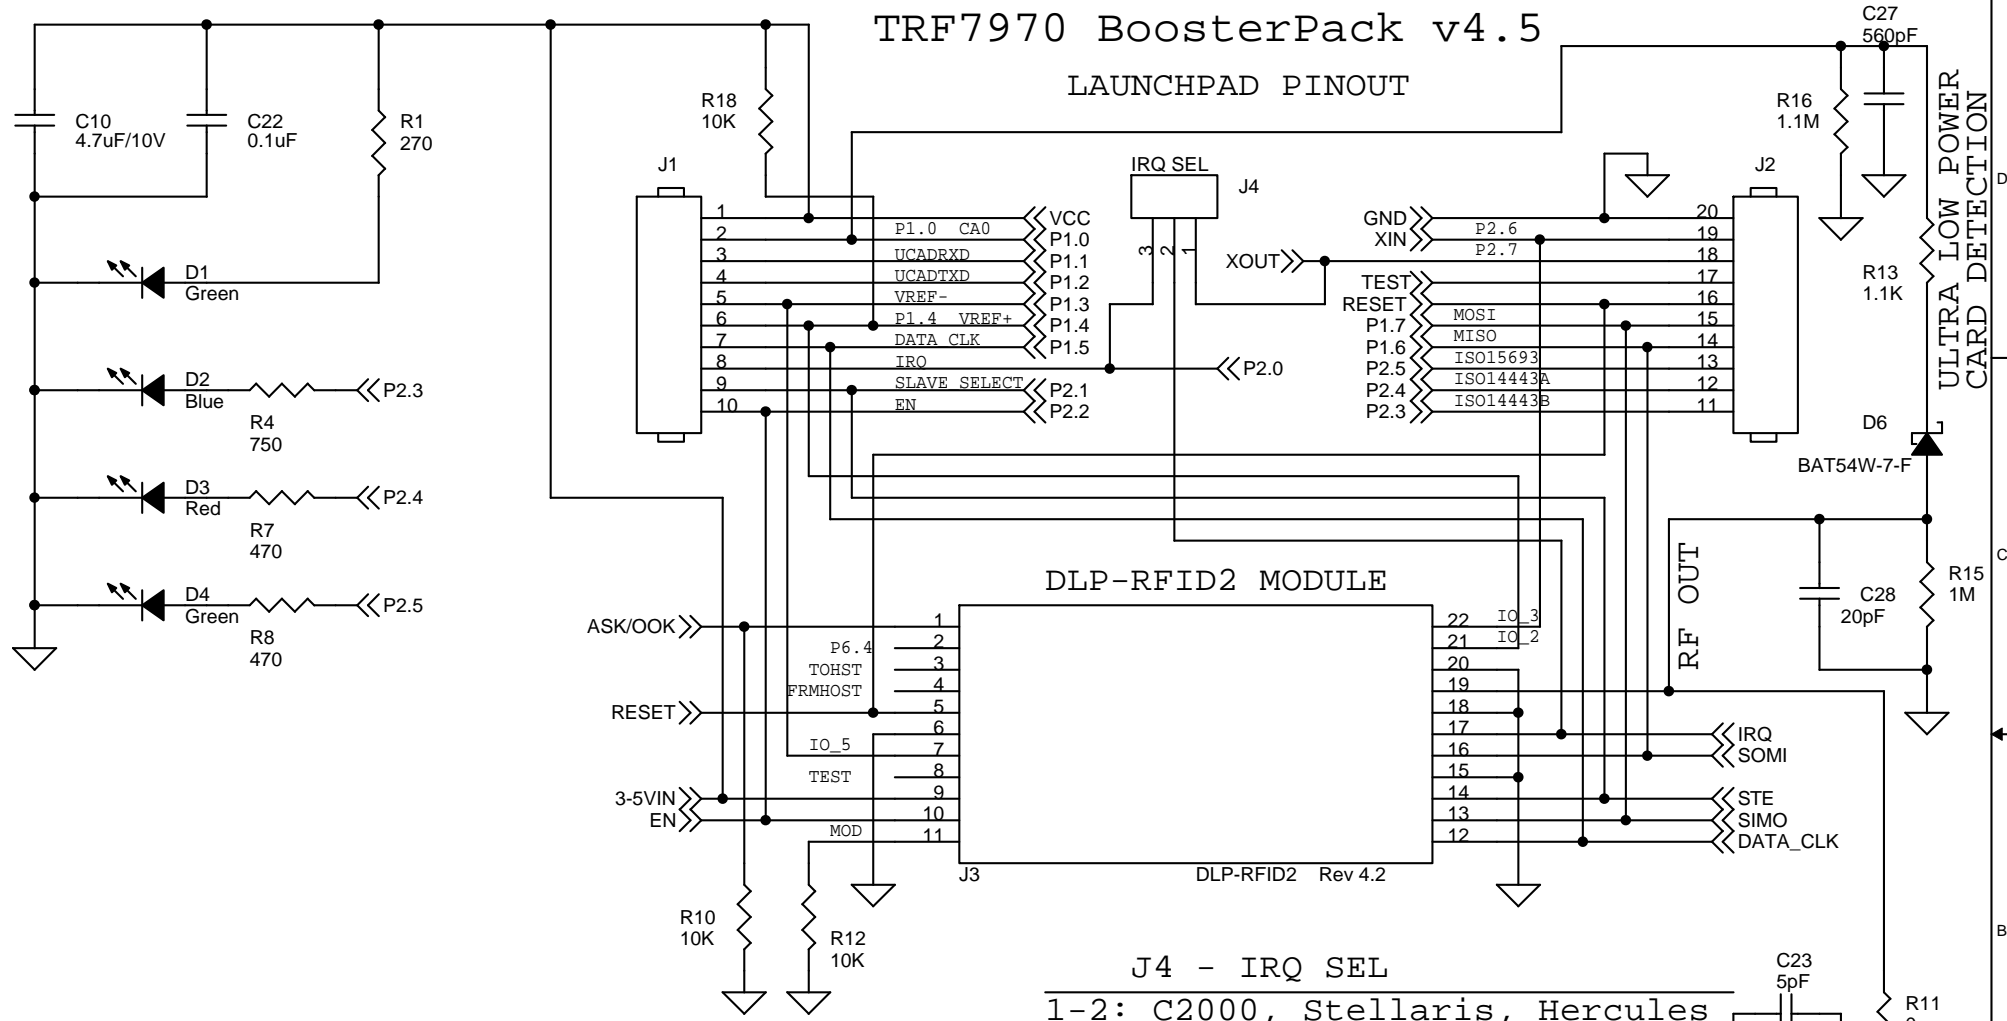 TRF7970 BoosterPack v4.5
LAUNCHPAD PINOUT
C27
560pF
C10
4.7uF/10V
C22
0.1uF
R1
270
R18
10K
R16
1.1M
ULTRA LOW POWER
CARD DETECTION
D
J1
IRQ SEL
J4
3
2
1
J2
1
2
3
4
5
6
7
8
9
10
P1.0 CA0
UCADRXD
UCADTXD
VREF-
P1.4 VREF+
DATA CLK
IRQ
SLAVE SELECT
EN
VCC
P1.0
P1.1
P1.2
P1.3
P1.4
P1.5
P2.0
P2.1
P2.2
GND
XIN
XOUT
TEST
RESET
P1.7
P1.6
P2.5
P2.4
P2.3
P2.6
P2.7
MOSI
MISO
ISO15693
ISO14443A
ISO14443B
20
19
18
17
16
15
14
13
12
11
R13
1.1K
D1
Green
D2
Blue
R4
750
P2.3
D3
Red
R7
470
P2.4
D4
Green
R8
470
P2.5
D6
BAT54W-7-F
RF OUT
C28
20pF
R15
1M
C
DLP-RFID2 MODULE
ASK/OOK
RESET
3-5VIN
EN
P6.4
TOHST
FRMHOST
IO_5
TEST
MOD
1
2
3
4
5
6
7
8
9
10
11
22
21
20
19
18
17
16
15
14
13
12
IO_3
IO_2
IRQ
SOMI
STE
SIMO
DATA_CLK
J3
DLP-RFID2 Rev 4.2
R10
10K
R12
10K
B
J4 - IRQ SEL
1-2: C2000, Stellaris, Hercules
C23
5pF
R11